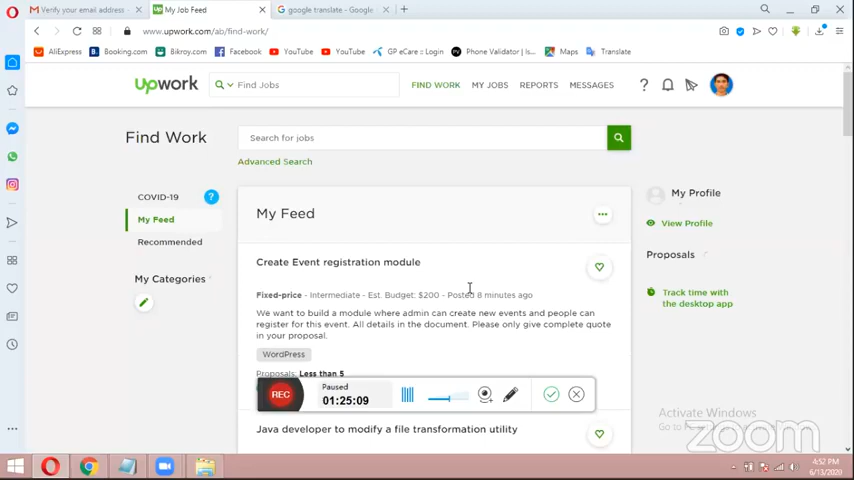 Verify your email address -
My Job Feed
google translate - Google
www.upwork.com/ab/find-work/
AliExpress
Booking.com
Bikroy.com
Facebook
YouTube
YouTube
GP eCare :: Login
Phone Validator | Is...
Maps
Translate
upwork
Find Jobs
FIND WORK
MY JOBS
REPORTS
MESSAGES
Find Work
Search for jobs
Advanced Search
COVID-19
My Feed
Recommended
My Categories
My Feed
Create Event registration module
Fixed-price - Intermediate - Est. Budget: $200 - Posted 8 minutes ago
We want to build a module where admin can create new events and people can
register for this event. All details in the document. Please only give complete quote
in your proposal.
WordPress
Proposals: Less than 5
REC
Paused
01:25:09
Java developer to modify a file transformation utility
My Profile
View Profile
Proposals
Track time with
the desktop app
Activate Windows
zoom
4:52 PM
6/13/2020